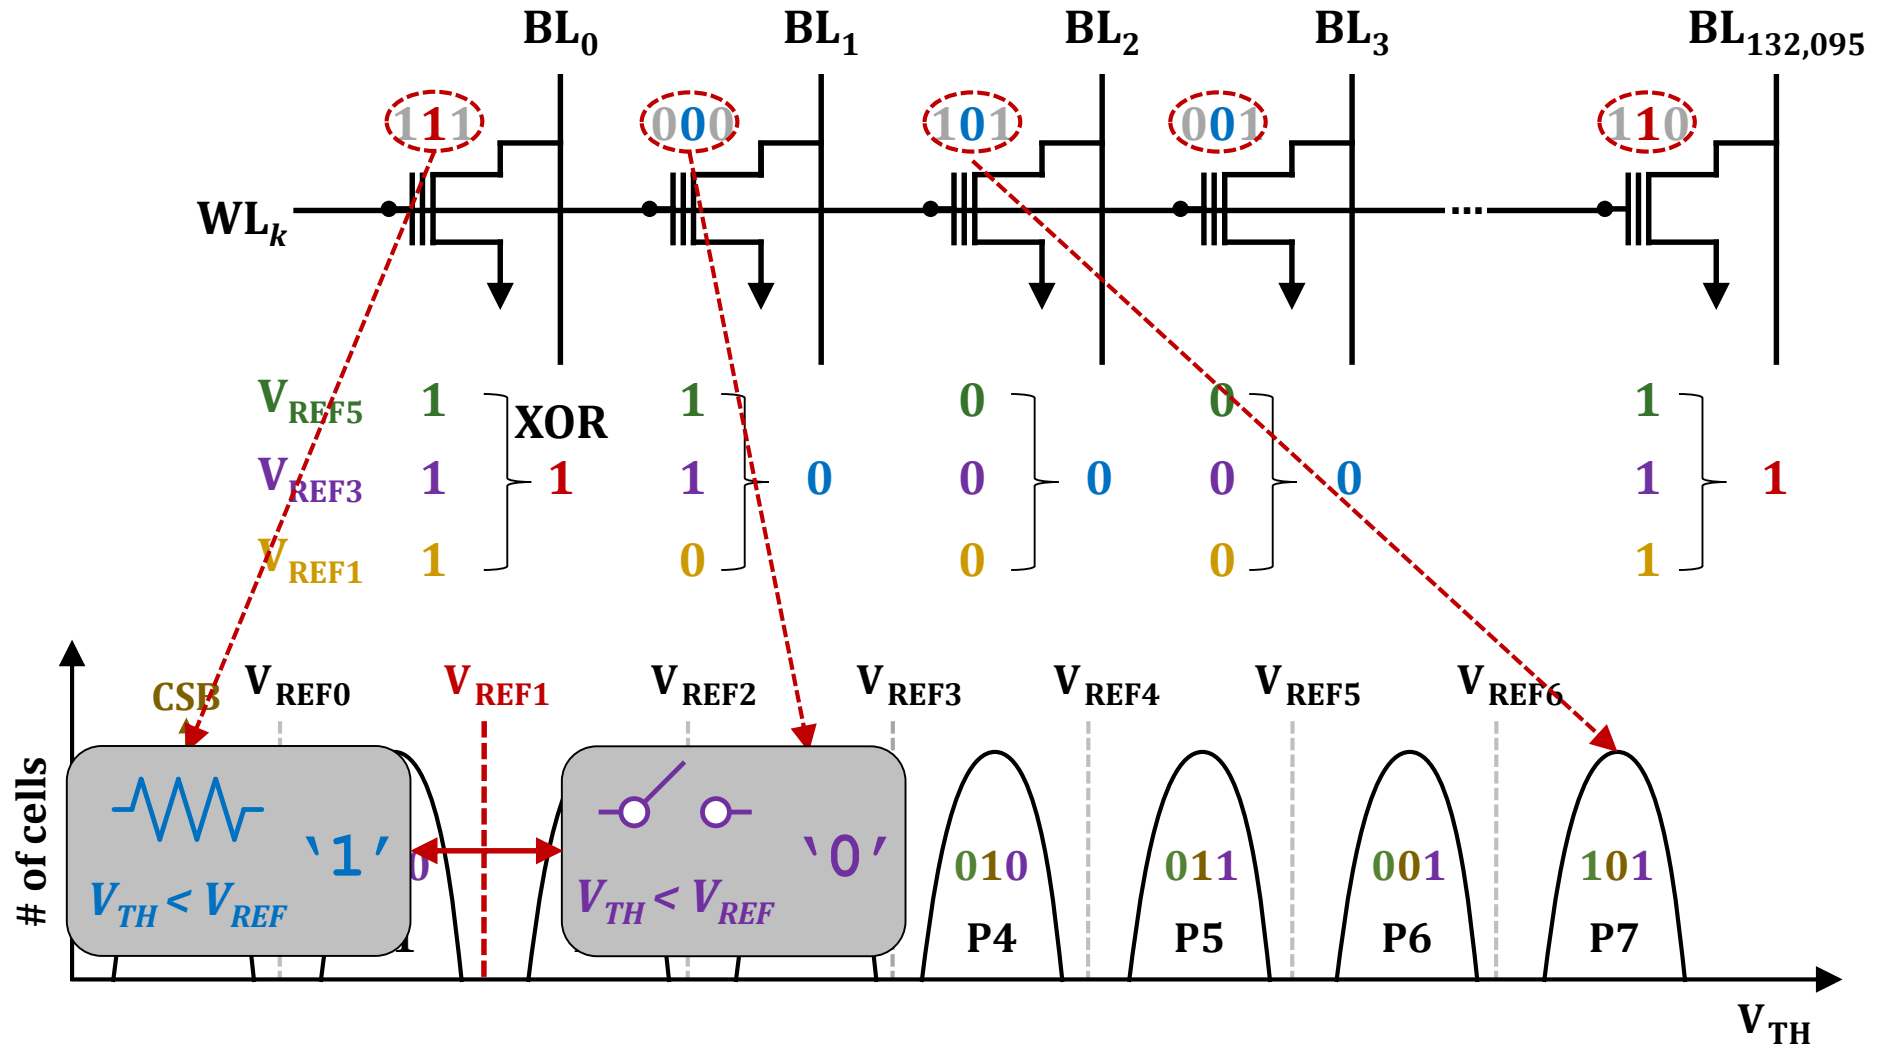 BL0 BL1 BL2 BL3 BL132,095
111 000 101 001 110
WLk ...
VREF5 1 1 0 0 1
XOR
VREF3 1 1 1 0 0 0 0 0 1 1
VREF1 1 0 0 0 1
CSB VREF0 VREF1 VREF2 VREF3 VREF4 VREF5 VREF6
# of cells
‘1’ 0 ‘0’ 010 011 001 101
VTH < VREF VTH < VREF
P4 P5 P6 P7
VTH